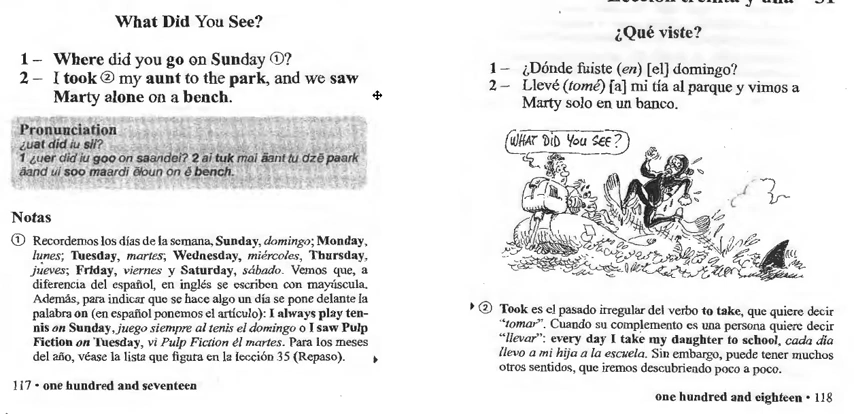 What Did You See?
1 – Where did you go on Sunday ①?
2 – I took ② my aunt to the park, and we saw
Marty alone on a bench.
Pronunciation
¿uat did iu sii?
1 ¿uer did iu goo on saandei? 2 ai tuk mai äant tu dzë paark
äand ui soo maardi ëloun on ë bench.
Notas
① Recordemos los días de la semana, Sunday, domingo; Monday,
lunes; Tuesday, martes; Wednesday, miércoles, Thursday,
jueves; Friday, viernes y Saturday, sábado. Vemos que, a
diferencia del español, en inglés se escriben con mayúscula.
Además, para indicar que se hace algo un día se pone delante la
palabra on (en español ponemos el artículo): I always play ten-
nis on Sunday, juego siempre al tenis el domingo o I saw Pulp
Fiction on Tuesday, vi Pulp Fiction él martes. Para los meses
del año, véase la lista que figura en la lección 35 (Repaso).
117 • one hundred and seventeen
¿Qué viste?
1 – ¿Dónde fuiste (en) [el] domingo?
2 – Llevé (tomé) [a] mi tía al parque y vimos a
Marty solo en un banco.
WHAT DID YOU SEE?
② Took es el pasado irregular del verbo to take, que quiere decir
“tomar”. Cuando su complemento es una persona quiere decir
“llevar”: every day I take my daughter to school, cada día
llevo a mi hija a la escuela. Sin embargo, puede tener muchos
otros sentidos, que iremos descubriendo poco a poco.
one hundred and eighteen • 118